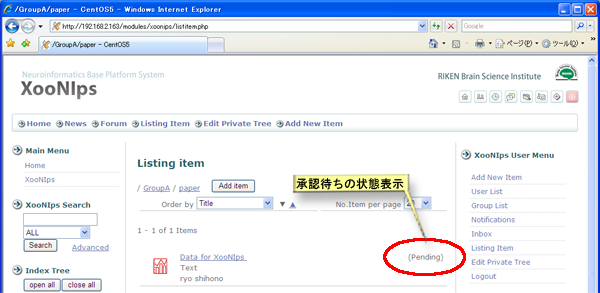 /GroupA/paper - CentOS5 - Windows Internet Explorer
http://192.168.2.163/modules/xoonips/listitem.php
Google
/GroupA/paper - CentOS5
ページ(P)
ツール(O)
Neuroinformatics Base Platform System
XooNIps
RIKEN Brain Science Institute
Home
News
Forum
Listing Item
Edit Private Tree
Add New Item
Main Menu
Home
XooNIps
XooNIps Search
ALL
Search
Advanced
Index Tree
open all
close all
Listing item
/ GroupA / paper
Add item
承認待ちの状態表示
Order by
Title
▼ ▲
No.Item per page
1 - 1 of 1 Items
Data for XooNIps
Text
ryo shihono
(Pending)
XooNIps User Menu
Add New Item
User List
Group List
Notifications
Inbox
Listing Item
Edit Private Tree
Logout